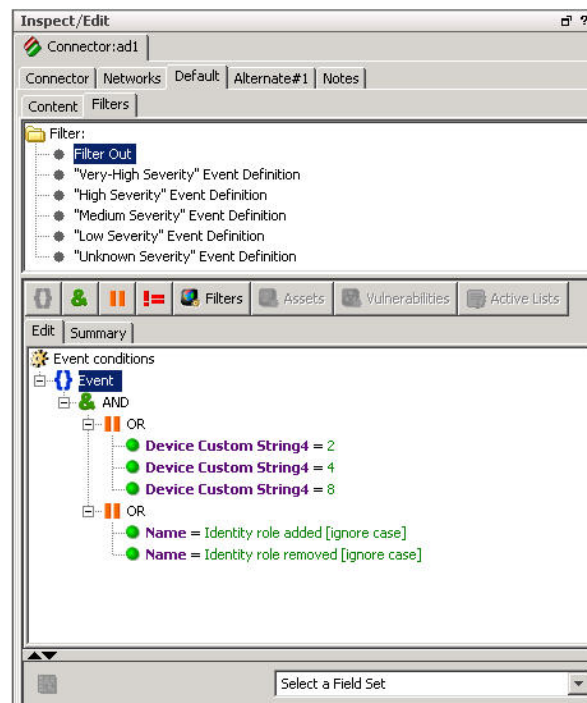 Inspect/Edit
Connector:ad1
Connector Networks Default Alternate#1 Notes
Content Filters
Filter:
Filter Out
"Very-High Severity" Event Definition
"High Severity" Event Definition
"Medium Severity" Event Definition
"Low Severity" Event Definition
"Unknown Severity" Event Definition
{} & != Filters Assets Vulnerabilities Active Lists
Edit Summary
Event conditions
{} Event
& AND
OR
Device Custom String4 = 2
Device Custom String4 = 4
Device Custom String4 = 8
OR
Name = Identity role added [ignore case]
Name = Identity role removed [ignore case]
Select a Field Set